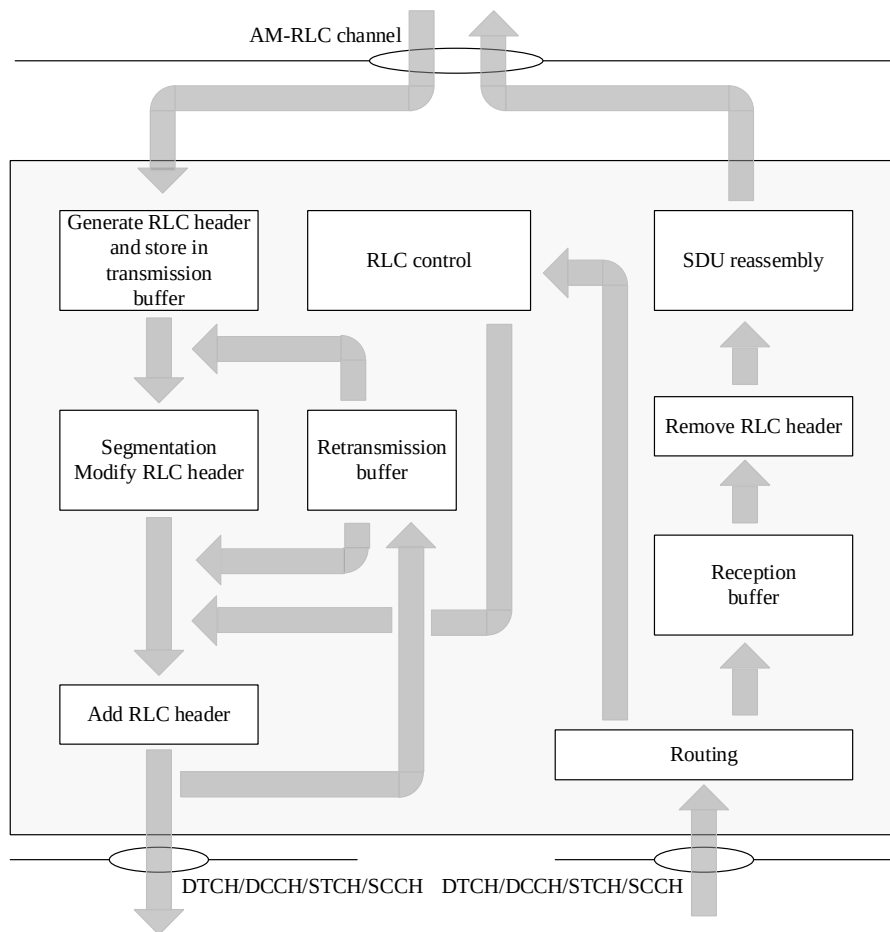 AM-RLC channel
Generate RLC header
and store in
transmission
buffer
RLC control
SDU reassembly
Segmentation
Modify RLC header
Retransmission
buffer
Remove RLC header
Reception
buffer
Add RLC header
Routing
DTCH/DCCH/STCH/SCCH
DTCH/DCCH/STCH/SCCH